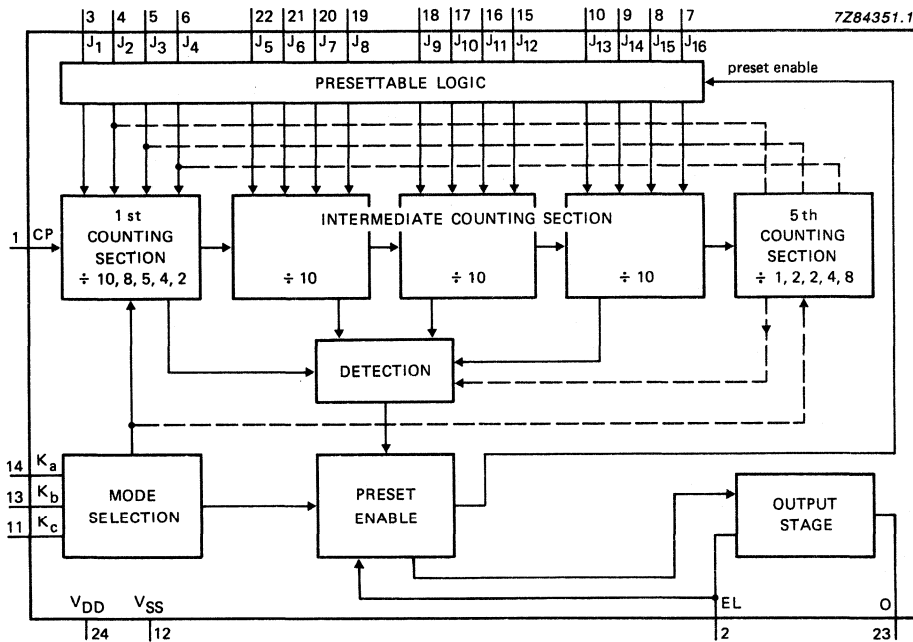 3 4 5 6 22 21 20 19 18 17 16 15 10 9 8 7 7Z84351.1
J1 J2 J3 J4 J5 J6 J7 J8 J9 J10 J11 J12 J13 J14 J15 J16
PRESETTABLE LOGIC
preset enable
1 CP
1st
COUNTING
SECTION
÷ 10, 8, 5, 4, 2
INTERMEDIATE COUNTING SECTION
÷ 10
÷ 10
÷ 10
5th
COUNTING
SECTION
÷ 1, 2, 2, 4, 8
DETECTION
14 Ka
13 Kb
11 Kc
MODE
SELECTION
PRESET
ENABLE
OUTPUT
STAGE
VDD VSS EL O
24 12 2 23